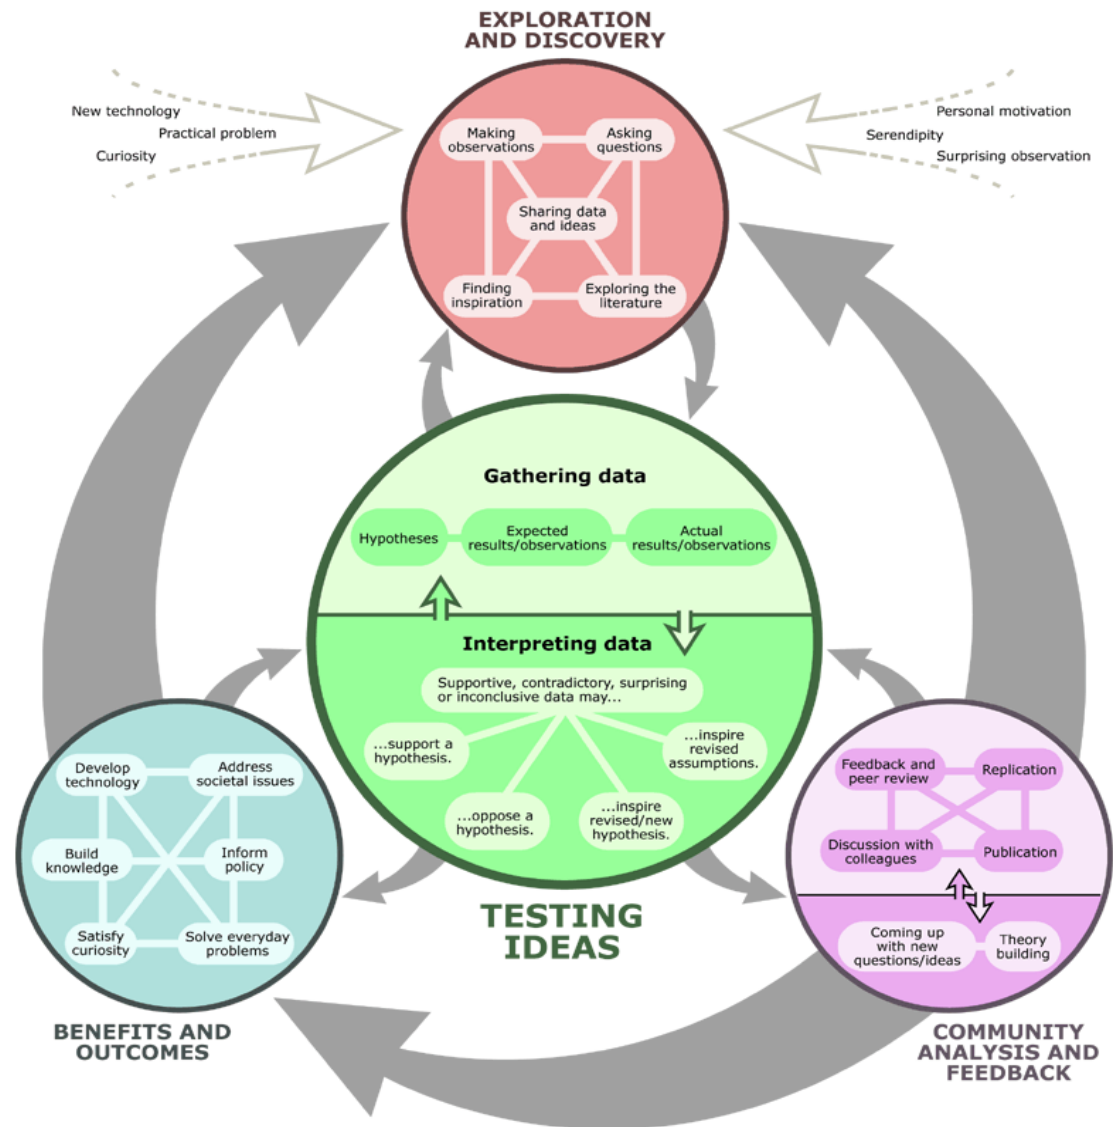 EXPLORATION
AND DISCOVERY
New technology
Practical problem
Curiosity
Personal motivation
Serendipity
Surprising observation
Making
observations
Asking
questions
Sharing data
and ideas
Finding
inspiration
Exploring the
literature
Gathering data
Hypotheses
Expected
results/observations
Actual
results/observations
Interpreting data
Supportive, contradictory, surprising
or inconclusive data may...
...support a
hypothesis.
...oppose a
hypothesis.
...inspire
revised/new
hypothesis.
...inspire
revised
assumptions.
TESTING
IDEAS
Develop
technology
Address
societal issues
Build
knowledge
Inform
policy
Satisfy
curiosity
Solve everyday
problems
BENEFITS AND
OUTCOMES
Feedback and
peer review
Replication
Discussion with
colleagues
Publication
Coming up
with new
questions/ideas
Theory
building
COMMUNITY
ANALYSIS AND
FEEDBACK